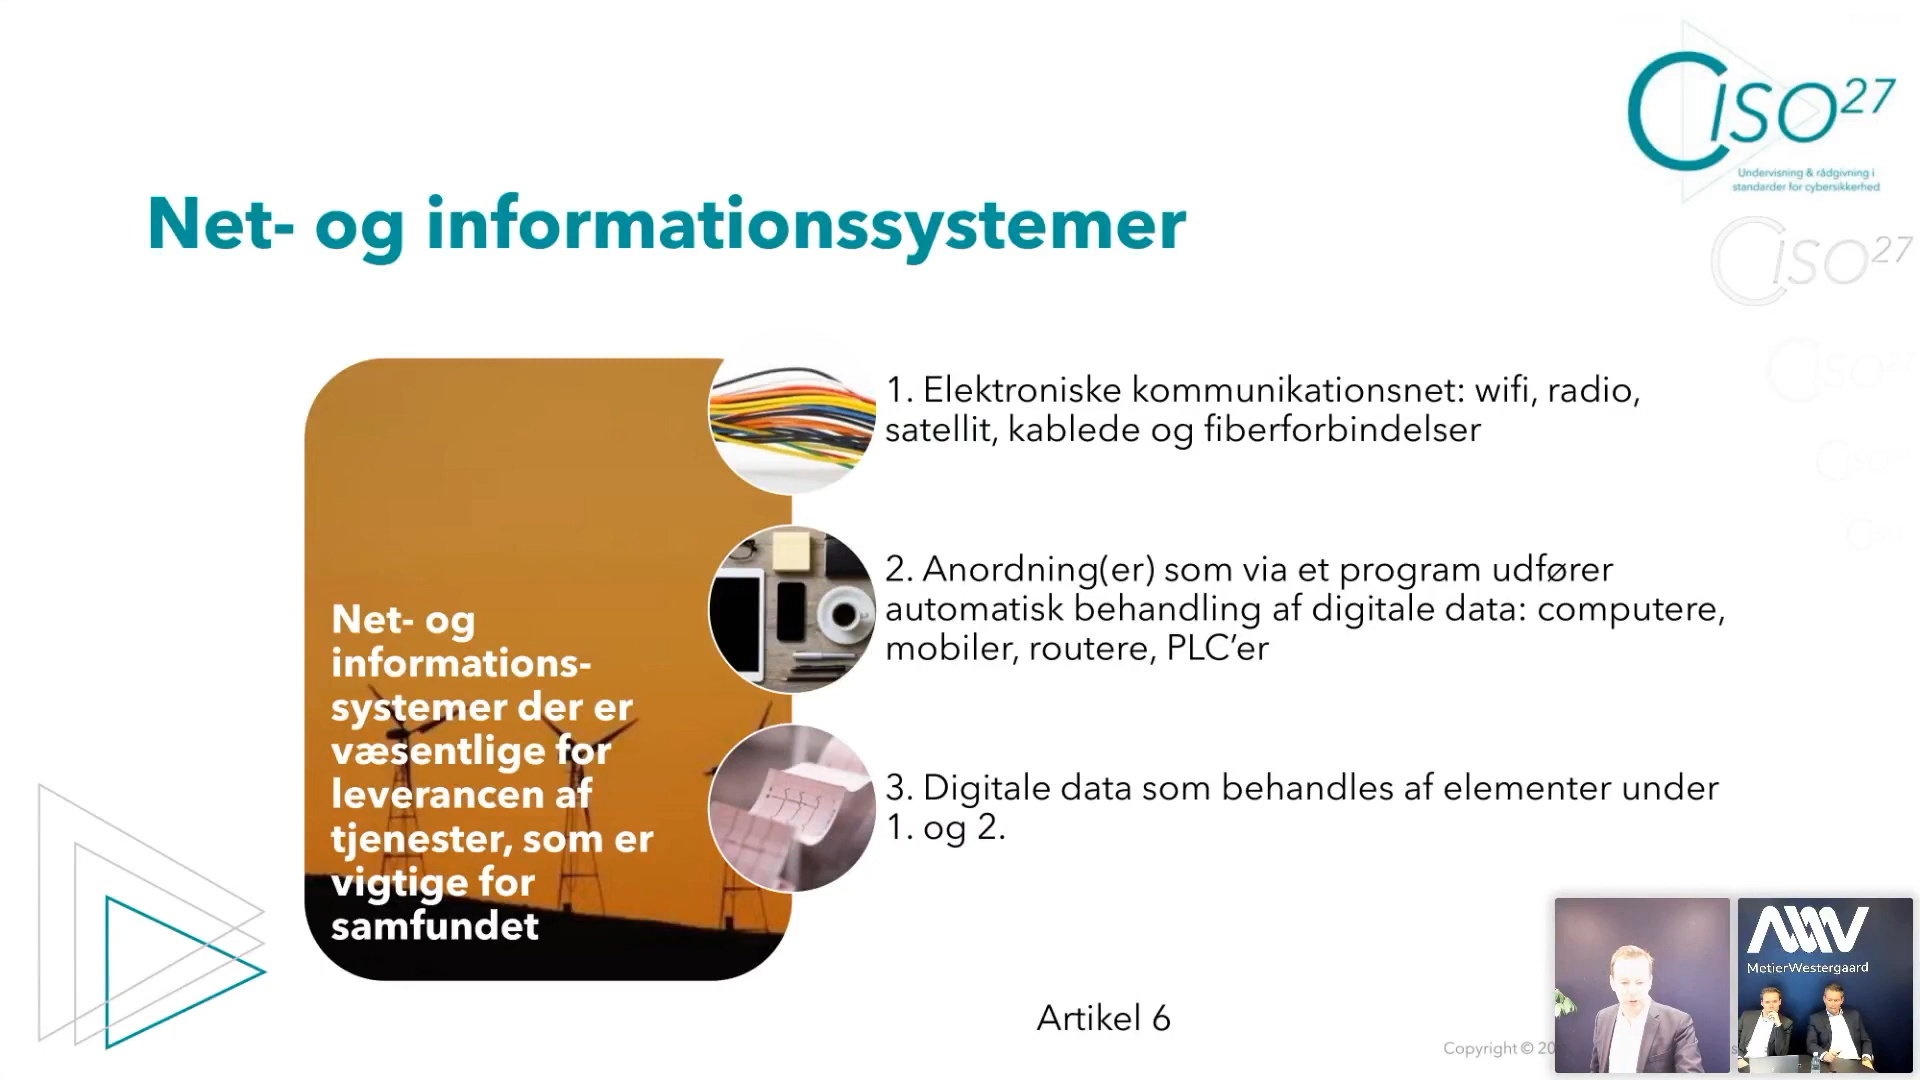 CISO27
Undervisning & rådgivning i
standarder for cybersikkerhed
Net- og informationssystemer
CISO27
1. Elektroniske kommunikationsnet: wifi, radio,
satellit, kablede og fiberforbindelser
2. Anordning(er) som via et program udfører
automatisk behandling af digitale data: computere,
mobiler, routere, PLC’er
Net- og
informations-
systemer der er
væsentlige for
leverancen af
tjenester, som er
vigtige for
samfundet
3. Digitale data som behandles af elementer under
1. og 2.
Artikel 6
Copyright © 20
MetierWestergaard